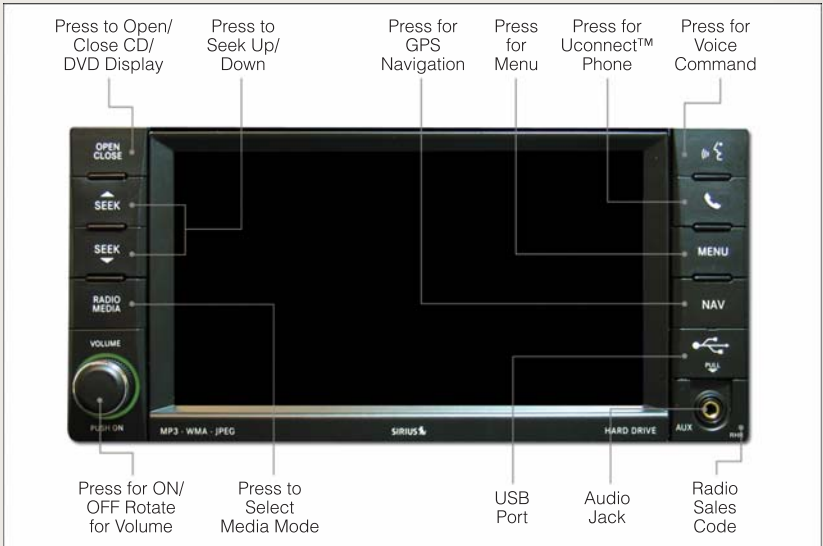 Press to Open/
Close CD/
DVD Display
Press to
Seek Up/
Down
Press for
GPS
Navigation
Press
for
Menu
Press for
Uconnect™
Phone
Press for
Voice
Command
OPEN
CLOSE
SEEK
SEEK
RADIO
MEDIA
VOLUME
PUSH ON
MENU
NAV
PULL
AUX
RHR
MP3 - WMA - JPEG
SIRIUS
HARD DRIVE
Press for ON/
OFF Rotate
for Volume
Press to
Select
Media Mode
USB
Port
Audio
Jack
Radio
Sales
Code